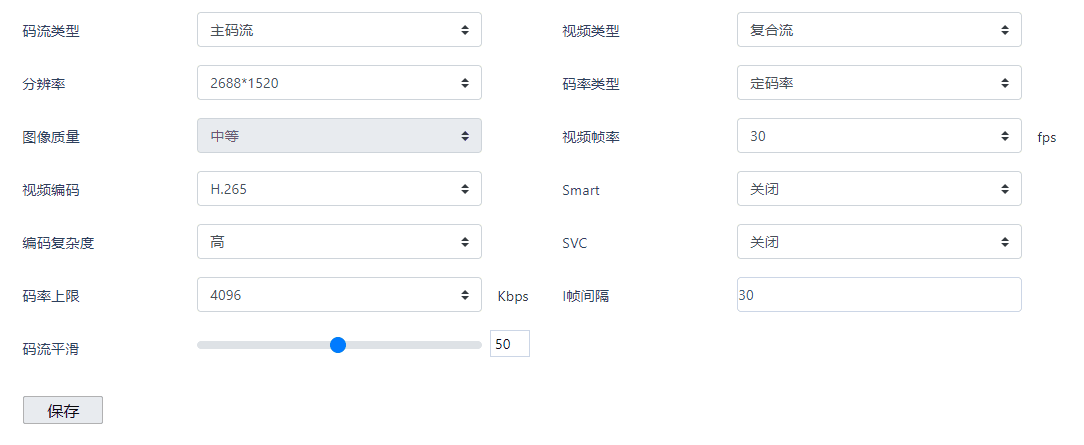 码流类型 主码流 视频类型 复合流
分辨率 2688*1520 码率类型 定码率
图像质量 中等 视频帧率 30 fps
视频编码 H.265 Smart 关闭
编码复杂度 高 SVC 关闭
码率上限 4096 Kbps I帧间隔 30
码流平滑 50
保存